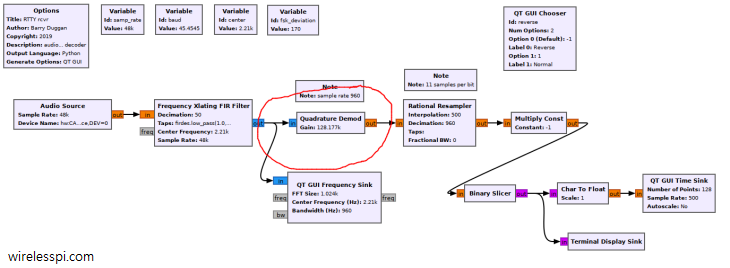 Options
Title: RTTY rcvr
Author: Barry Duggan
Copyright: 2019
Description: audio... decoder
Output Language: Python
Generate Options: QT GUI
Variable
Id: samp_rate
Value: 48k
Variable
Id: baud
Value: 45.4545
Variable
Id: center
Value: 2.21k
Variable
Id: fsk_deviation
Value: 170
QT GUI Chooser
Id: reverse
Num Options: 2
Option 0 (Default): -1
Label 0: Reverse
Option 1: 1
Label 1: Normal
Note
Note: sample rate 960
Note
Note: 11 samples per bit
Audio Source
Sample Rate: 48k
Device Name: hw:CA...ce,DEV=0
out
in
freq
Frequency Xlating FIR Filter
Decimation: 50
Taps: firdes.low_pass(1.0,...
Center Frequency: 2.21k
Sample Rate: 48k
out
in
Quadrature Demod
Gain: 128.177k
out
in
Rational Resampler
Interpolation: 500
Decimation: 960
Taps:
Fractional BW: 0
out
in
Multiply Const
Constant: -1
out
in
freq
bw
QT GUI Frequency Sink
FFT Size: 1.024k
Center Frequency (Hz): 2.21k
Bandwidth (Hz): 960
freq
in
Binary Slicer
out
in
Char To Float
Scale: 1
out
in
QT GUI Time Sink
Number of Points: 128
Sample Rate: 500
Autoscale: No
in
Terminal Display Sink
wirelesspi.com